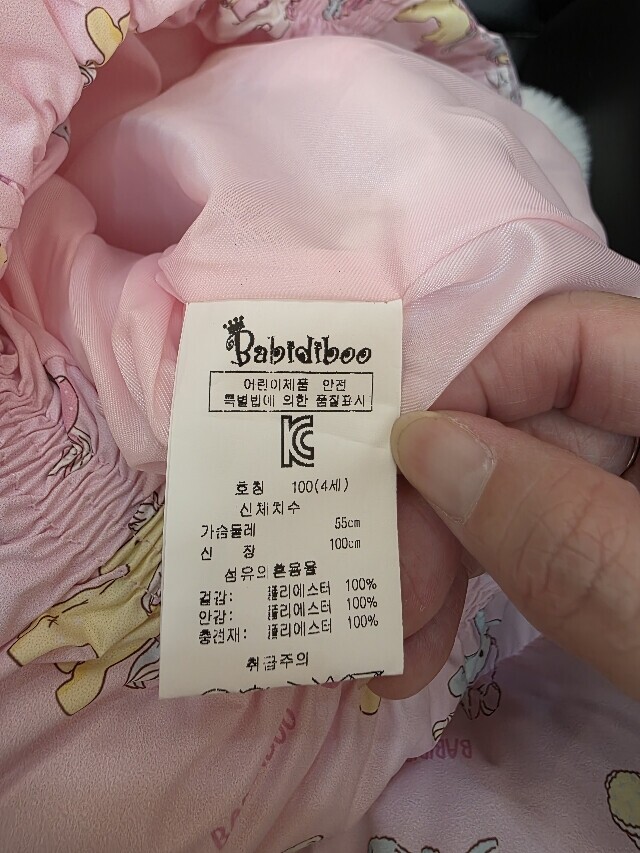 Babidiboo
어린이제품 안전
특별법에 의한 품질표시
KC
호칭 100(4세)
신체치수
가슴둘레 55cm
신 장 100cm
섬유의혼용율
겉감: 폴리에스터 100%
안감: 폴리에스터 100%
충전재: 폴리에스터 100%
취급주의